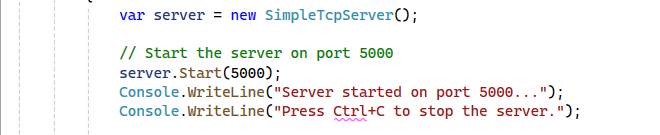 var server = new SimpleTcpServer();
// Start the server on port 5000
server.Start(5000);
Console.WriteLine("Server started on port 5000...");
Console.WriteLine("Press Ctrl+C to stop the server.");